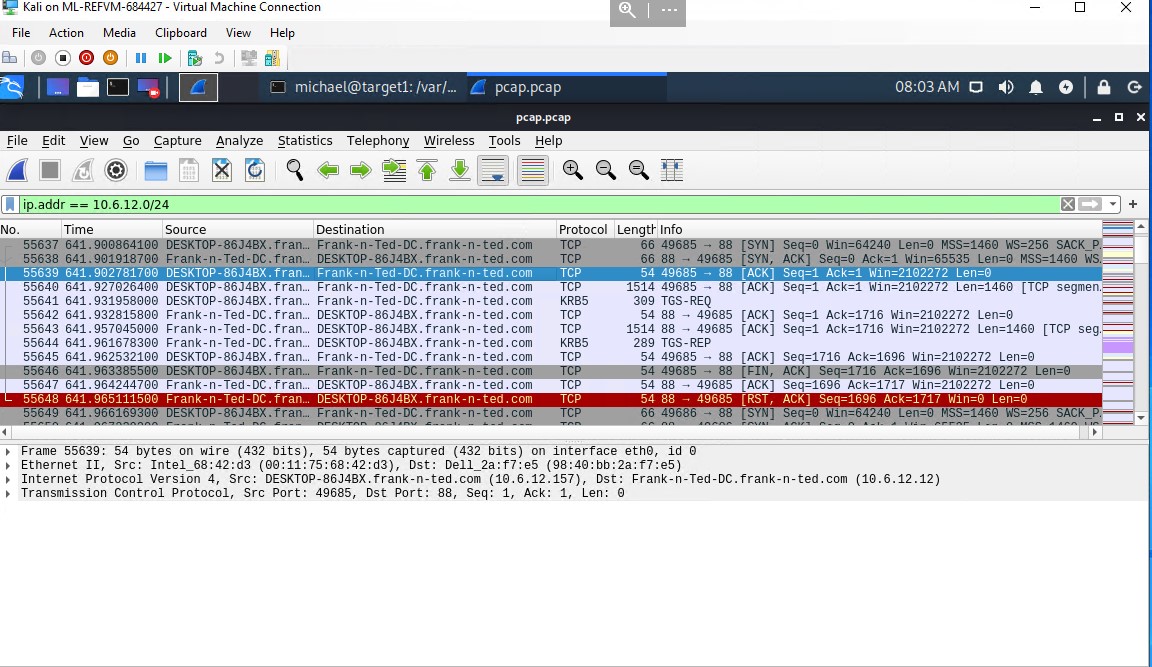 Kali on ML-REFVM-684427 - Virtual Machine Connection
File Action Media Clipboard View Help
michael@target1: /var/... pcap.pcap 08:03 AM
pcap.pcap
File Edit View Go Capture Analyze Statistics Telephony Wireless Tools Help
ip.addr == 10.6.12.0/24
No. Time Source Destination Protocol Length Info
55637 641.900864100 DESKTOP-86J4BX.fran… Frank-n-Ted-DC.frank-n-ted.com TCP 66 49685 → 88 [SYN] Seq=0 Win=64240 Len=0 MSS=1460 WS=256 SACK_P…
55638 641.901918700 Frank-n-Ted-DC.fran… DESKTOP-86J4BX.frank-n-ted.com TCP 66 88 → 49685 [SYN, ACK] Seq=0 Ack=1 Win=65535 Len=0 MSS=1460 WS…
55639 641.902781700 DESKTOP-86J4BX.fran… Frank-n-Ted-DC.frank-n-ted.com TCP 54 49685 → 88 [ACK] Seq=1 Ack=1 Win=2102272 Len=0
55640 641.927026400 DESKTOP-86J4BX.fran… Frank-n-Ted-DC.frank-n-ted.com TCP 1514 49685 → 88 [ACK] Seq=1 Ack=1 Win=2102272 Len=1460 [TCP segmen…
55641 641.931958000 DESKTOP-86J4BX.fran… Frank-n-Ted-DC.frank-n-ted.com KRB5 309 TGS-REQ
55642 641.932815800 Frank-n-Ted-DC.fran… DESKTOP-86J4BX.frank-n-ted.com TCP 54 88 → 49685 [ACK] Seq=1 Ack=1716 Win=2102272 Len=0
55643 641.957045000 Frank-n-Ted-DC.fran… DESKTOP-86J4BX.frank-n-ted.com TCP 1514 88 → 49685 [ACK] Seq=1 Ack=1716 Win=2102272 Len=1460 [TCP seg…
55644 641.961678300 Frank-n-Ted-DC.fran… DESKTOP-86J4BX.frank-n-ted.com KRB5 289 TGS-REP
55645 641.962532100 DESKTOP-86J4BX.fran… Frank-n-Ted-DC.frank-n-ted.com TCP 54 49685 → 88 [ACK] Seq=1716 Ack=1696 Win=2102272 Len=0
55646 641.963385500 DESKTOP-86J4BX.fran… Frank-n-Ted-DC.frank-n-ted.com TCP 54 49685 → 88 [FIN, ACK] Seq=1716 Ack=1696 Win=2102272 Len=0
55647 641.964244700 Frank-n-Ted-DC.fran… DESKTOP-86J4BX.frank-n-ted.com TCP 54 88 → 49685 [ACK] Seq=1696 Ack=1717 Win=2102272 Len=0
55648 641.965111500 Frank-n-Ted-DC.fran… DESKTOP-86J4BX.frank-n-ted.com TCP 54 88 → 49685 [RST, ACK] Seq=1696 Ack=1717 Win=0 Len=0
55649 641.966169300 DESKTOP-86J4BX.fran… Frank-n-Ted-DC.frank-n-ted.com TCP 66 49686 → 88 [SYN] Seq=0 Win=64240 Len=0 MSS=1460 WS=256 SACK_P…
Frame 55639: 54 bytes on wire (432 bits), 54 bytes captured (432 bits) on interface eth0, id 0
Ethernet II, Src: Intel_68:42:d3 (00:11:75:68:42:d3), Dst: Dell_2a:f7:e5 (98:40:bb:2a:f7:e5)
Internet Protocol Version 4, Src: DESKTOP-86J4BX.frank-n-ted.com (10.6.12.157), Dst: Frank-n-Ted-DC.frank-n-ted.com (10.6.12.12)
Transmission Control Protocol, Src Port: 49685, Dst Port: 88, Seq: 1, Ack: 1, Len: 0